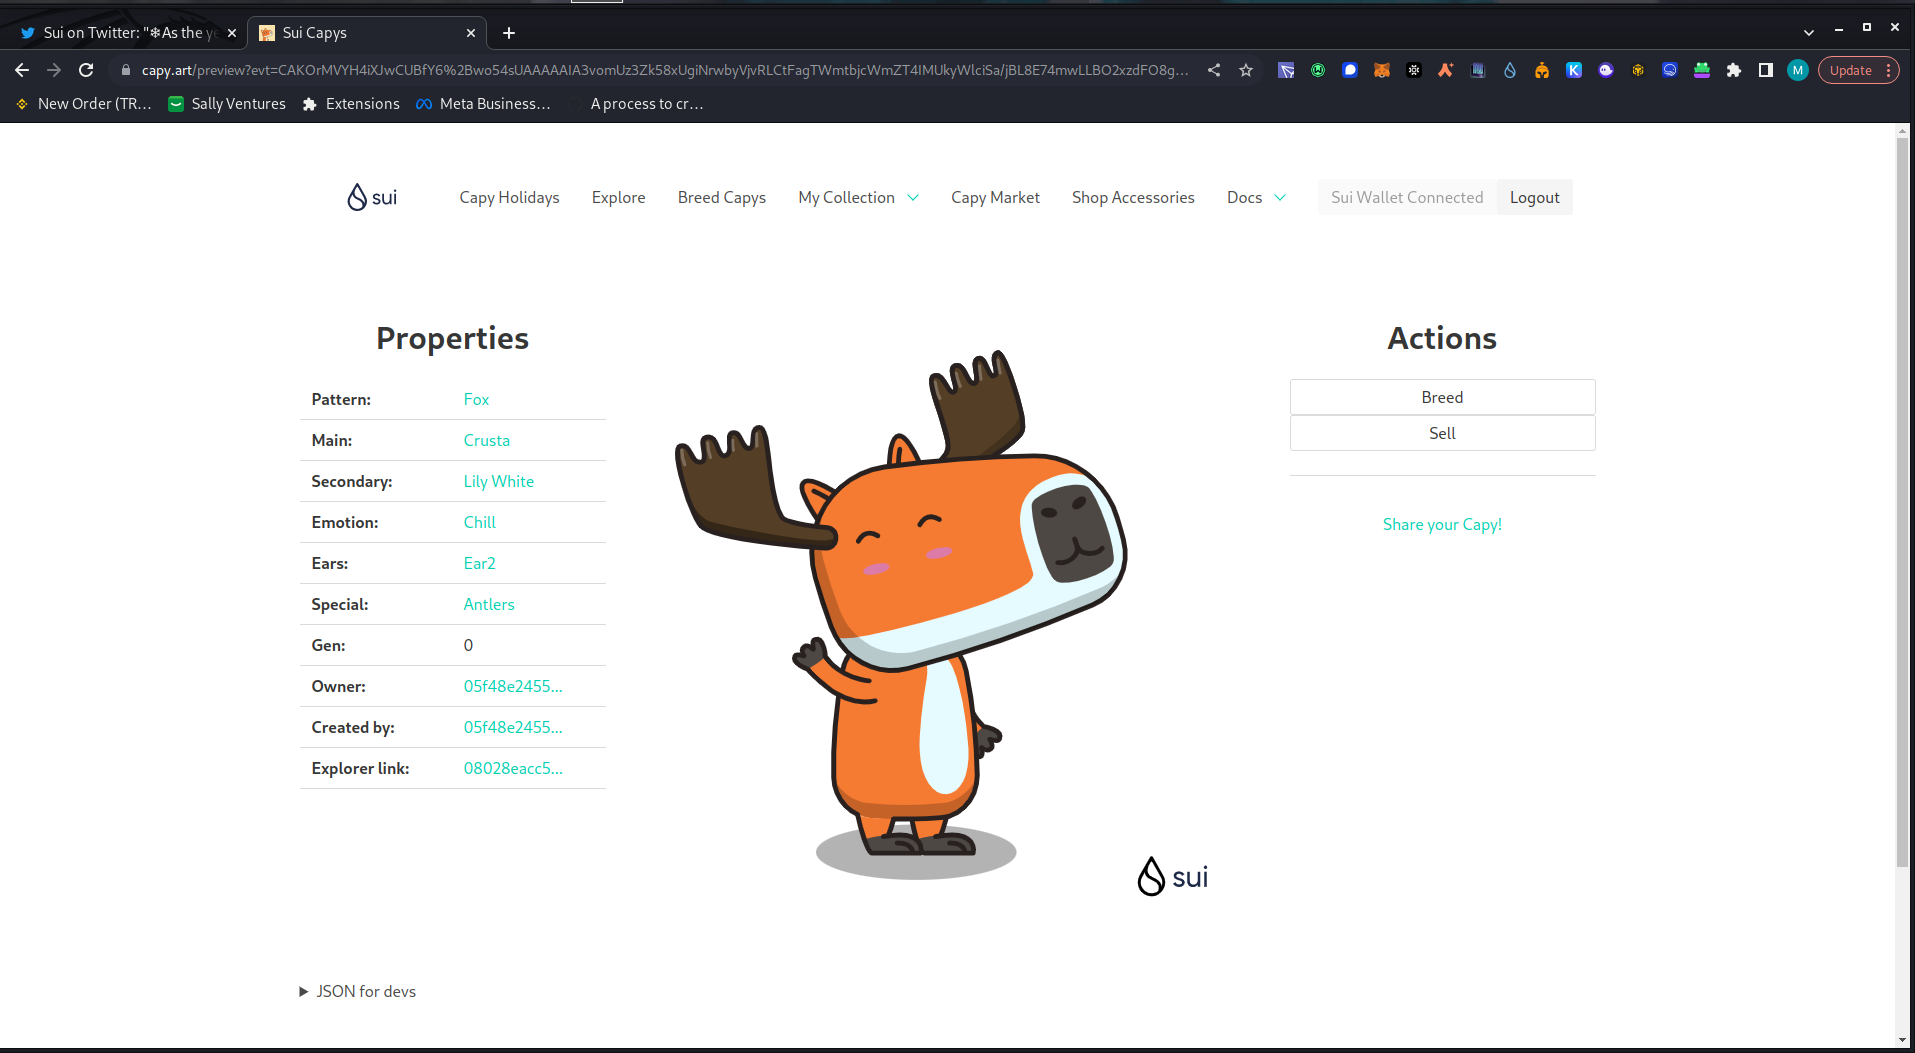 Sui on Twitter: "❄As the ye
Sui Capys
capy.art/preview?evt=CAKOrMVYH4iXJwCUBfY6%2Bwo54sUAAAAAIA3vomUz3Zk58xUgiNrwbyVjvRLCtFagTWmtbjcWmZT4IMUkyWlciSa/jBL8E74mwLLBO2xzdFO8g...
M
Update
New Order (TR...
Sally Ventures
Extensions
Meta Business...
A process to cr...
sui
Capy Holidays
Explore
Breed Capys
My Collection
Capy Market
Shop Accessories
Docs
Sui Wallet Connected
Logout
Properties
Pattern: Fox
Main: Crusta
Secondary: Lily White
Emotion: Chill
Ears: Ear2
Special: Antlers
Gen: 0
Owner: 05f48e2455...
Created by: 05f48e2455...
Explorer link: 08028eacc5...
Actions
Breed
Sell
Share your Capy!
sui
JSON for devs